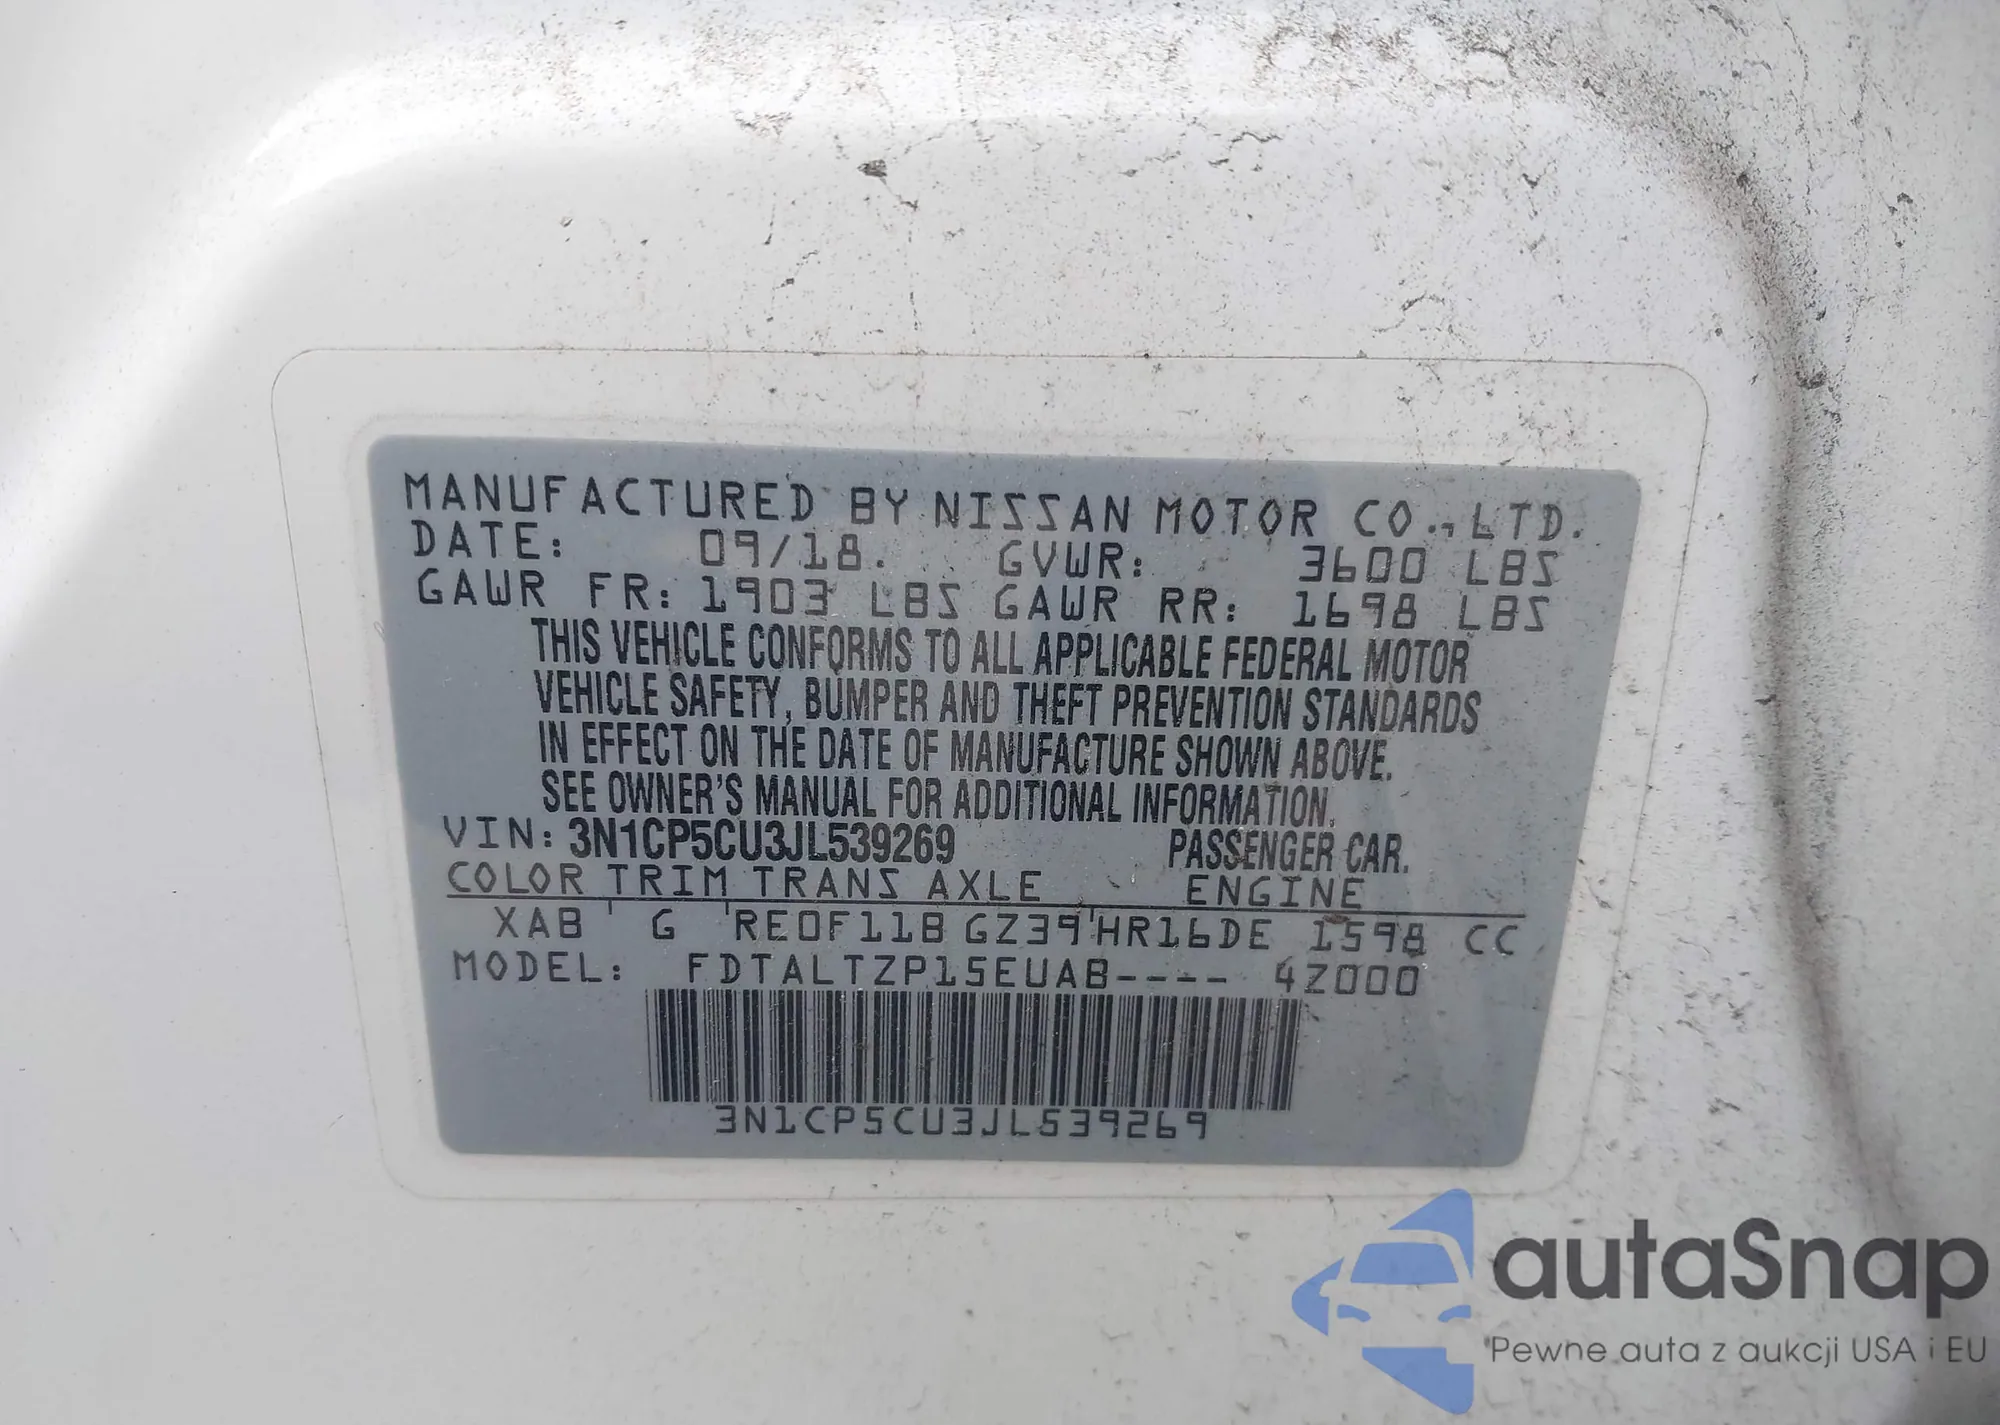 MANUFACTURED BY NISSAN MOTOR CO., LTD.
DATE: 09/18. GVWR: 3600 LBS
GAWR FR: 1903 LBS GAWR RR: 1698 LBS
THIS VEHICLE CONFORMS TO ALL APPLICABLE FEDERAL MOTOR
VEHICLE SAFETY, BUMPER AND THEFT PREVENTION STANDARDS
IN EFFECT ON THE DATE OF MANUFACTURE SHOWN ABOVE.
SEE OWNER'S MANUAL FOR ADDITIONAL INFORMATION.
VIN: 3N1CP5CU3JL539269 PASSENGER CAR.
COLOR TRIM TRANS AXLE ENGINE
XAB G RE0F11B GZ39 HR16DE 1598 CC
MODEL: FDTALTZP15EUAB---- 4Z000
3N1CP5CU3JL539269
autaSnap
Pewne auta z aukcji USA i EU